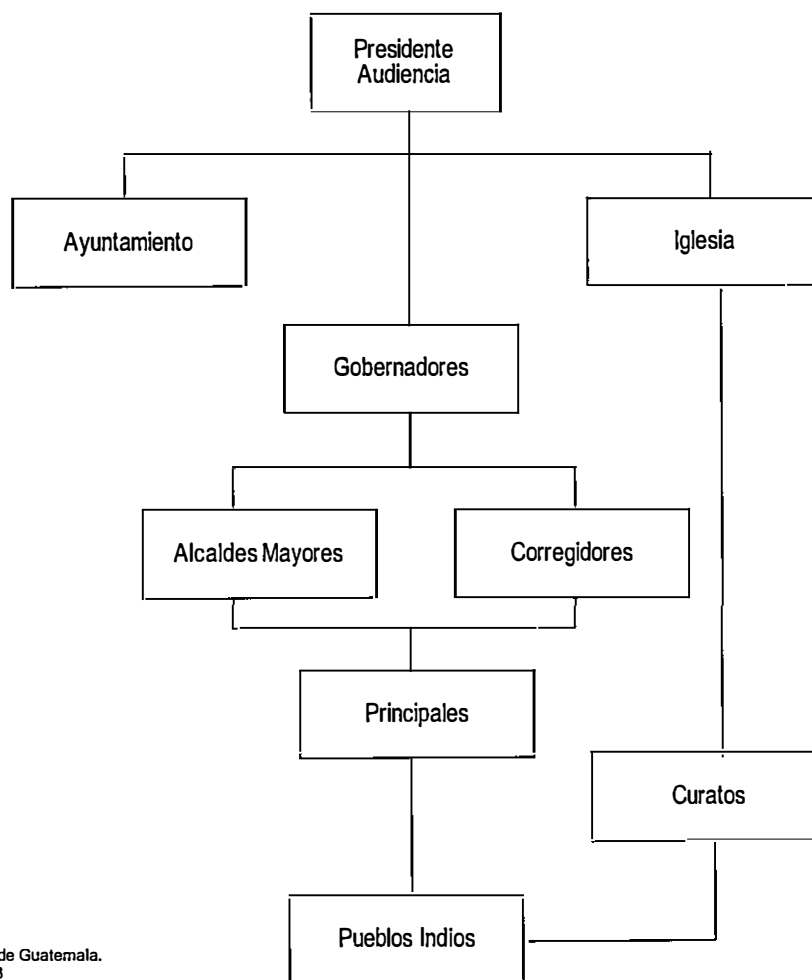 Presidente
Audiencia
Ayuntamiento
Iglesia
Gobernadores
Alcaldes Mayores
Corregidores
Principales
Curatos
Pueblos Indios
de Guatemala.